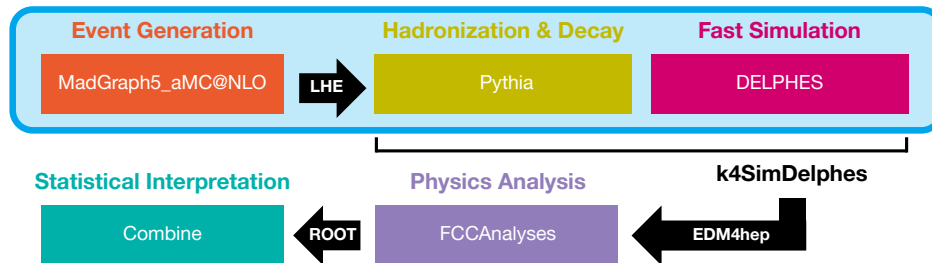 Event Generation
Hadronization & Decay
Fast Simulation
MadGraph5_aMC@NLO
LHE
Pythia
DELPHES
k4SimDelphes
Statistical Interpretation
Physics Analysis
Combine
ROOT
FCCAnalyses
EDM4hep